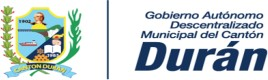 CANTON DURAN
Gobierno Autónomo
Descentralizado
Municipal del Cantón
Durán